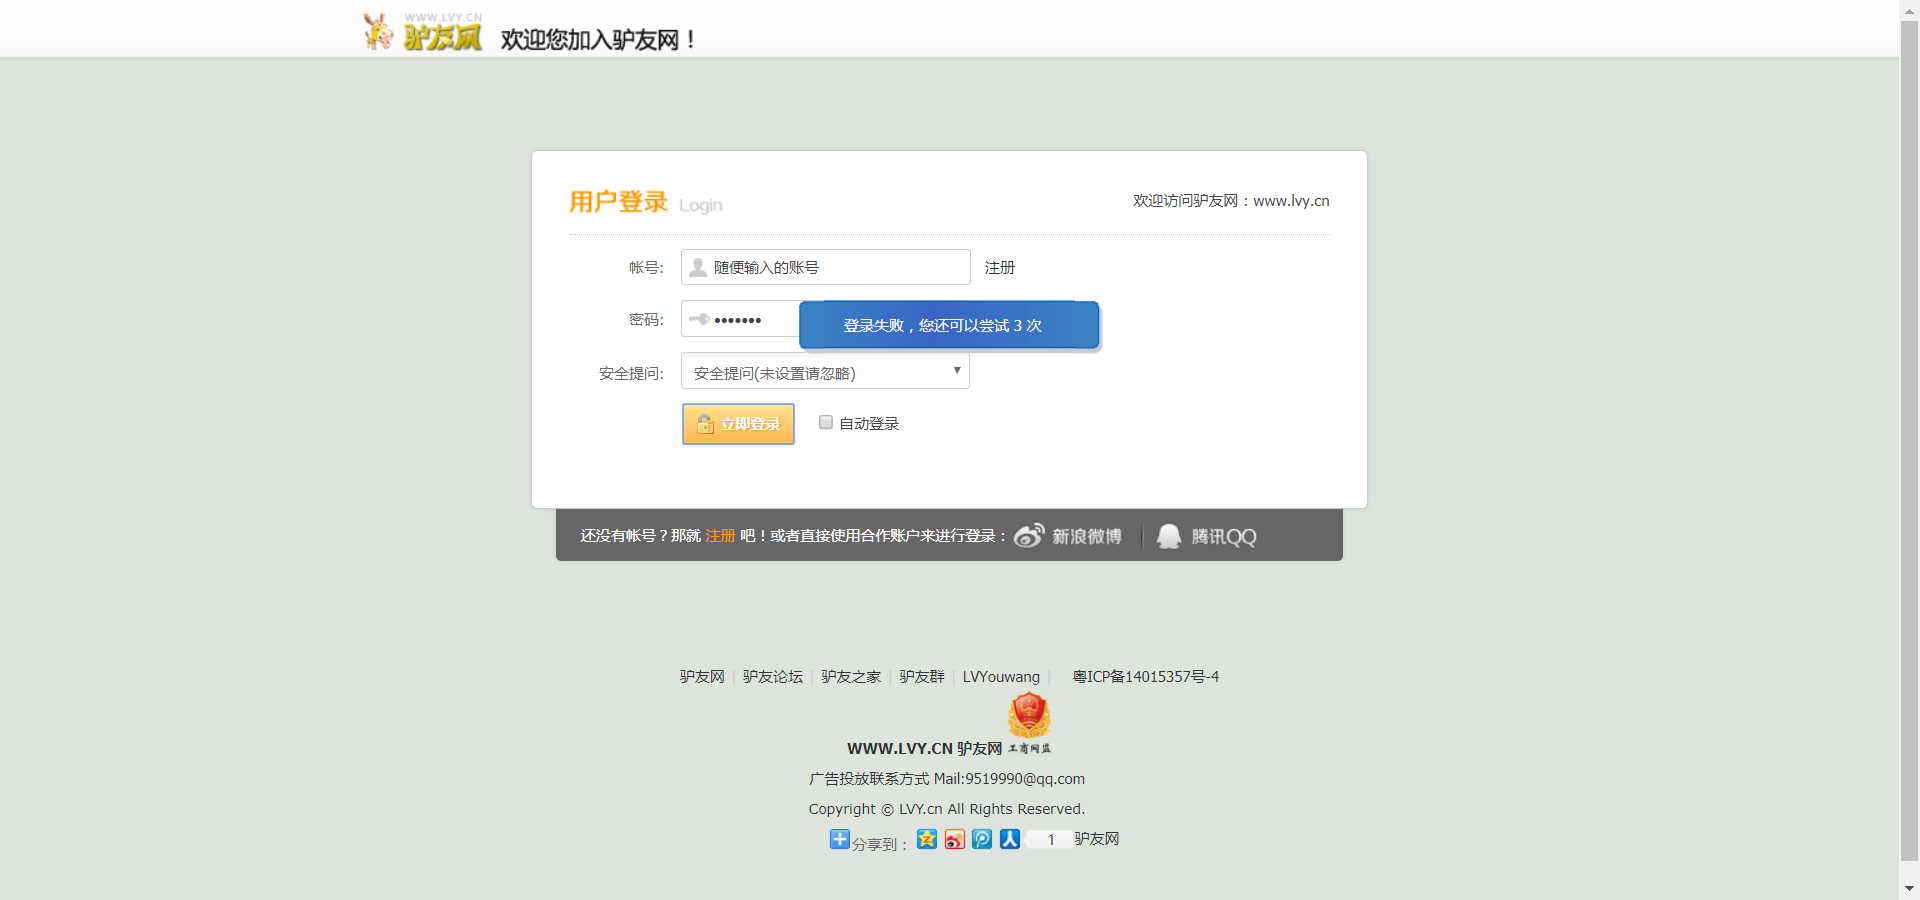 WWW.LVY.CN
驴友网 欢迎您加入驴友网！
用户登录 Login 欢迎访问驴友网：www.lvy.cn
帐号: 随便输入的账号 注册
密码: •••••••
登录失败，您还可以尝试 3 次
安全提问: 安全提问(未设置请忽略)
立即登录 自动登录
还没有帐号？那就 注册 吧！或者直接使用合作账户来进行登录： 新浪微博 腾讯QQ
驴友网 | 驴友论坛 | 驴友之家 | 驴友群 | LVYouwang | 粤ICP备14015357号-4
WWW.LVY.CN 驴友网 工商网监
广告投放联系方式 Mail:9519990@qq.com
Copyright © LVY.cn All Rights Reserved.
分享到： 1 驴友网